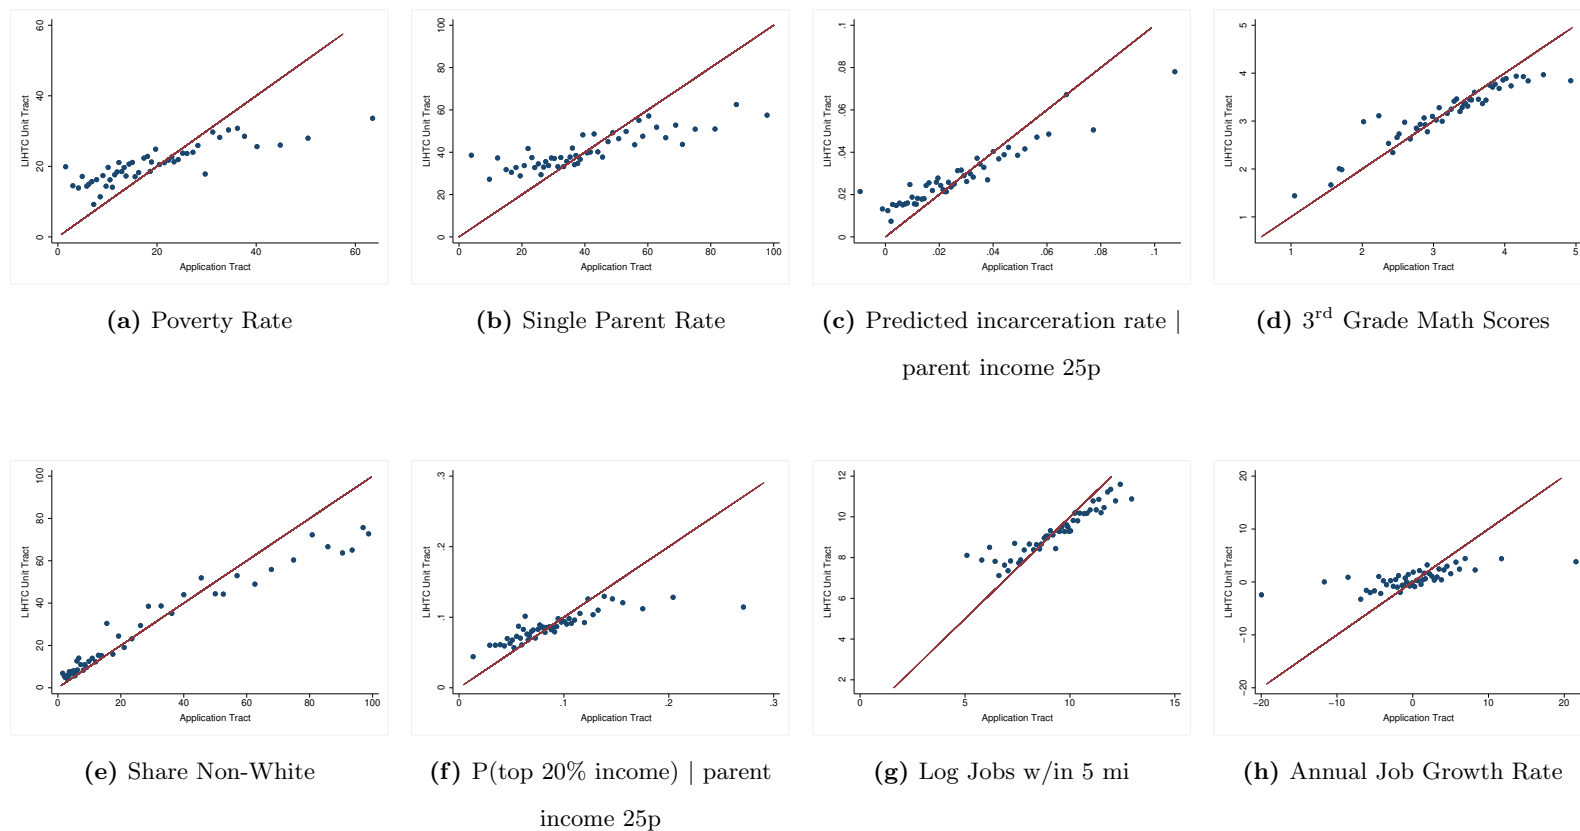 LIHTC Unit Tract
0 20 40 60
0 20 40 60
Application Tract
(a) Poverty Rate
LIHTC Unit Tract
0 20 40 60 80 100
0 20 40 60 80 100
Application Tract
(b) Single Parent Rate
LIHTC Unit Tract
0 .02 .04 .06 .08 .1
0 .02 .04 .06 .08 .1
Application Tract
(c) Predicted incarceration rate |
parent income 25p
LIHTC Unit Tract
1 2 3 4 5
1 2 3 4 5
Application Tract
(d) 3rd Grade Math Scores
LIHTC Unit Tract
0 20 40 60 80 100
0 20 40 60 80 100
Application Tract
(e) Share Non-White
LIHTC Unit Tract
0 .1 .2 .3
0 .1 .2 .3
Application Tract
(f) P(top 20% income) | parent
income 25p
LIHTC Unit Tract
2 4 6 8 10 12
0 5 10 15
Application Tract
(g) Log Jobs w/in 5 mi
LIHTC Unit Tract
−20 −10 0 10 20
−20 −10 0 10 20
Application Tract
(h) Annual Job Growth Rate